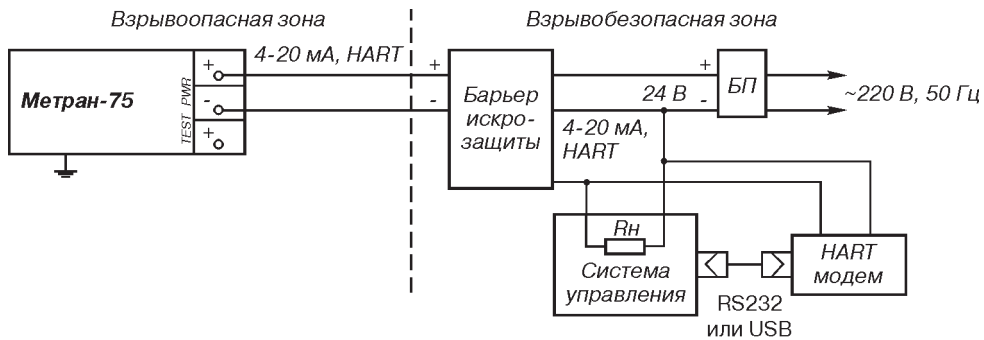 Взрывоопасная зона
Взрывобезопасная зона
4-20 мА, HART
Метран-75
+
-
+
PWR
TEST
+
-
Барьер
искро-
защиты
+
-
24 В
БП
~220 В, 50 Гц
4-20 мА,
HART
Rн
Система
управления
HART
модем
RS232
или USB